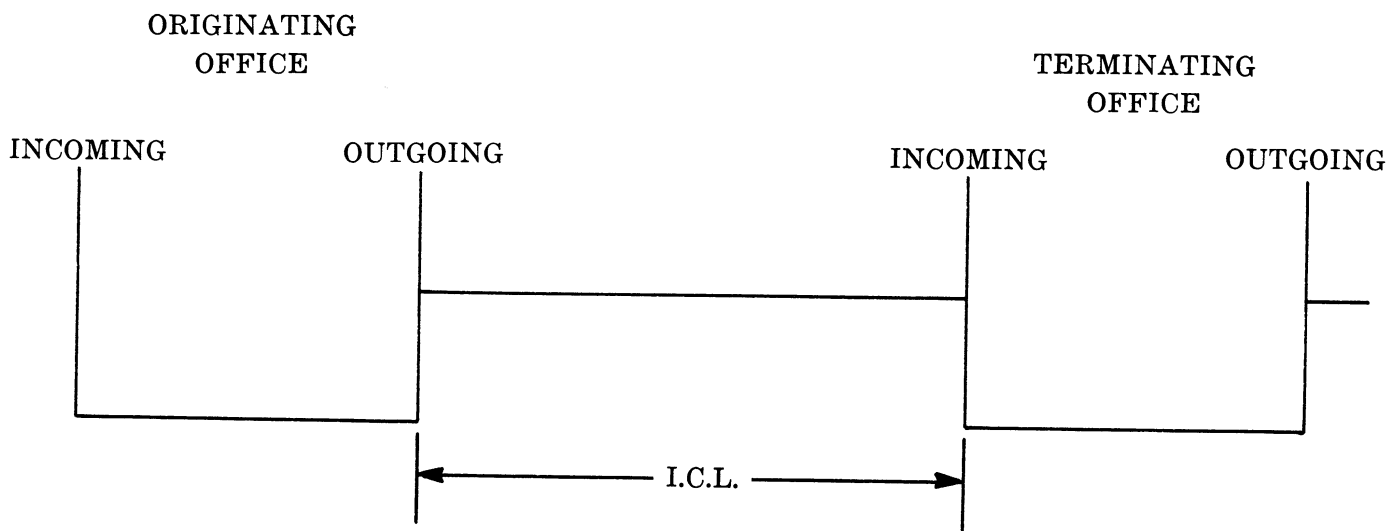 ORIGINATING
OFFICE
TERMINATING
OFFICE
INCOMING
OUTGOING
INCOMING
OUTGOING
I.C.L.